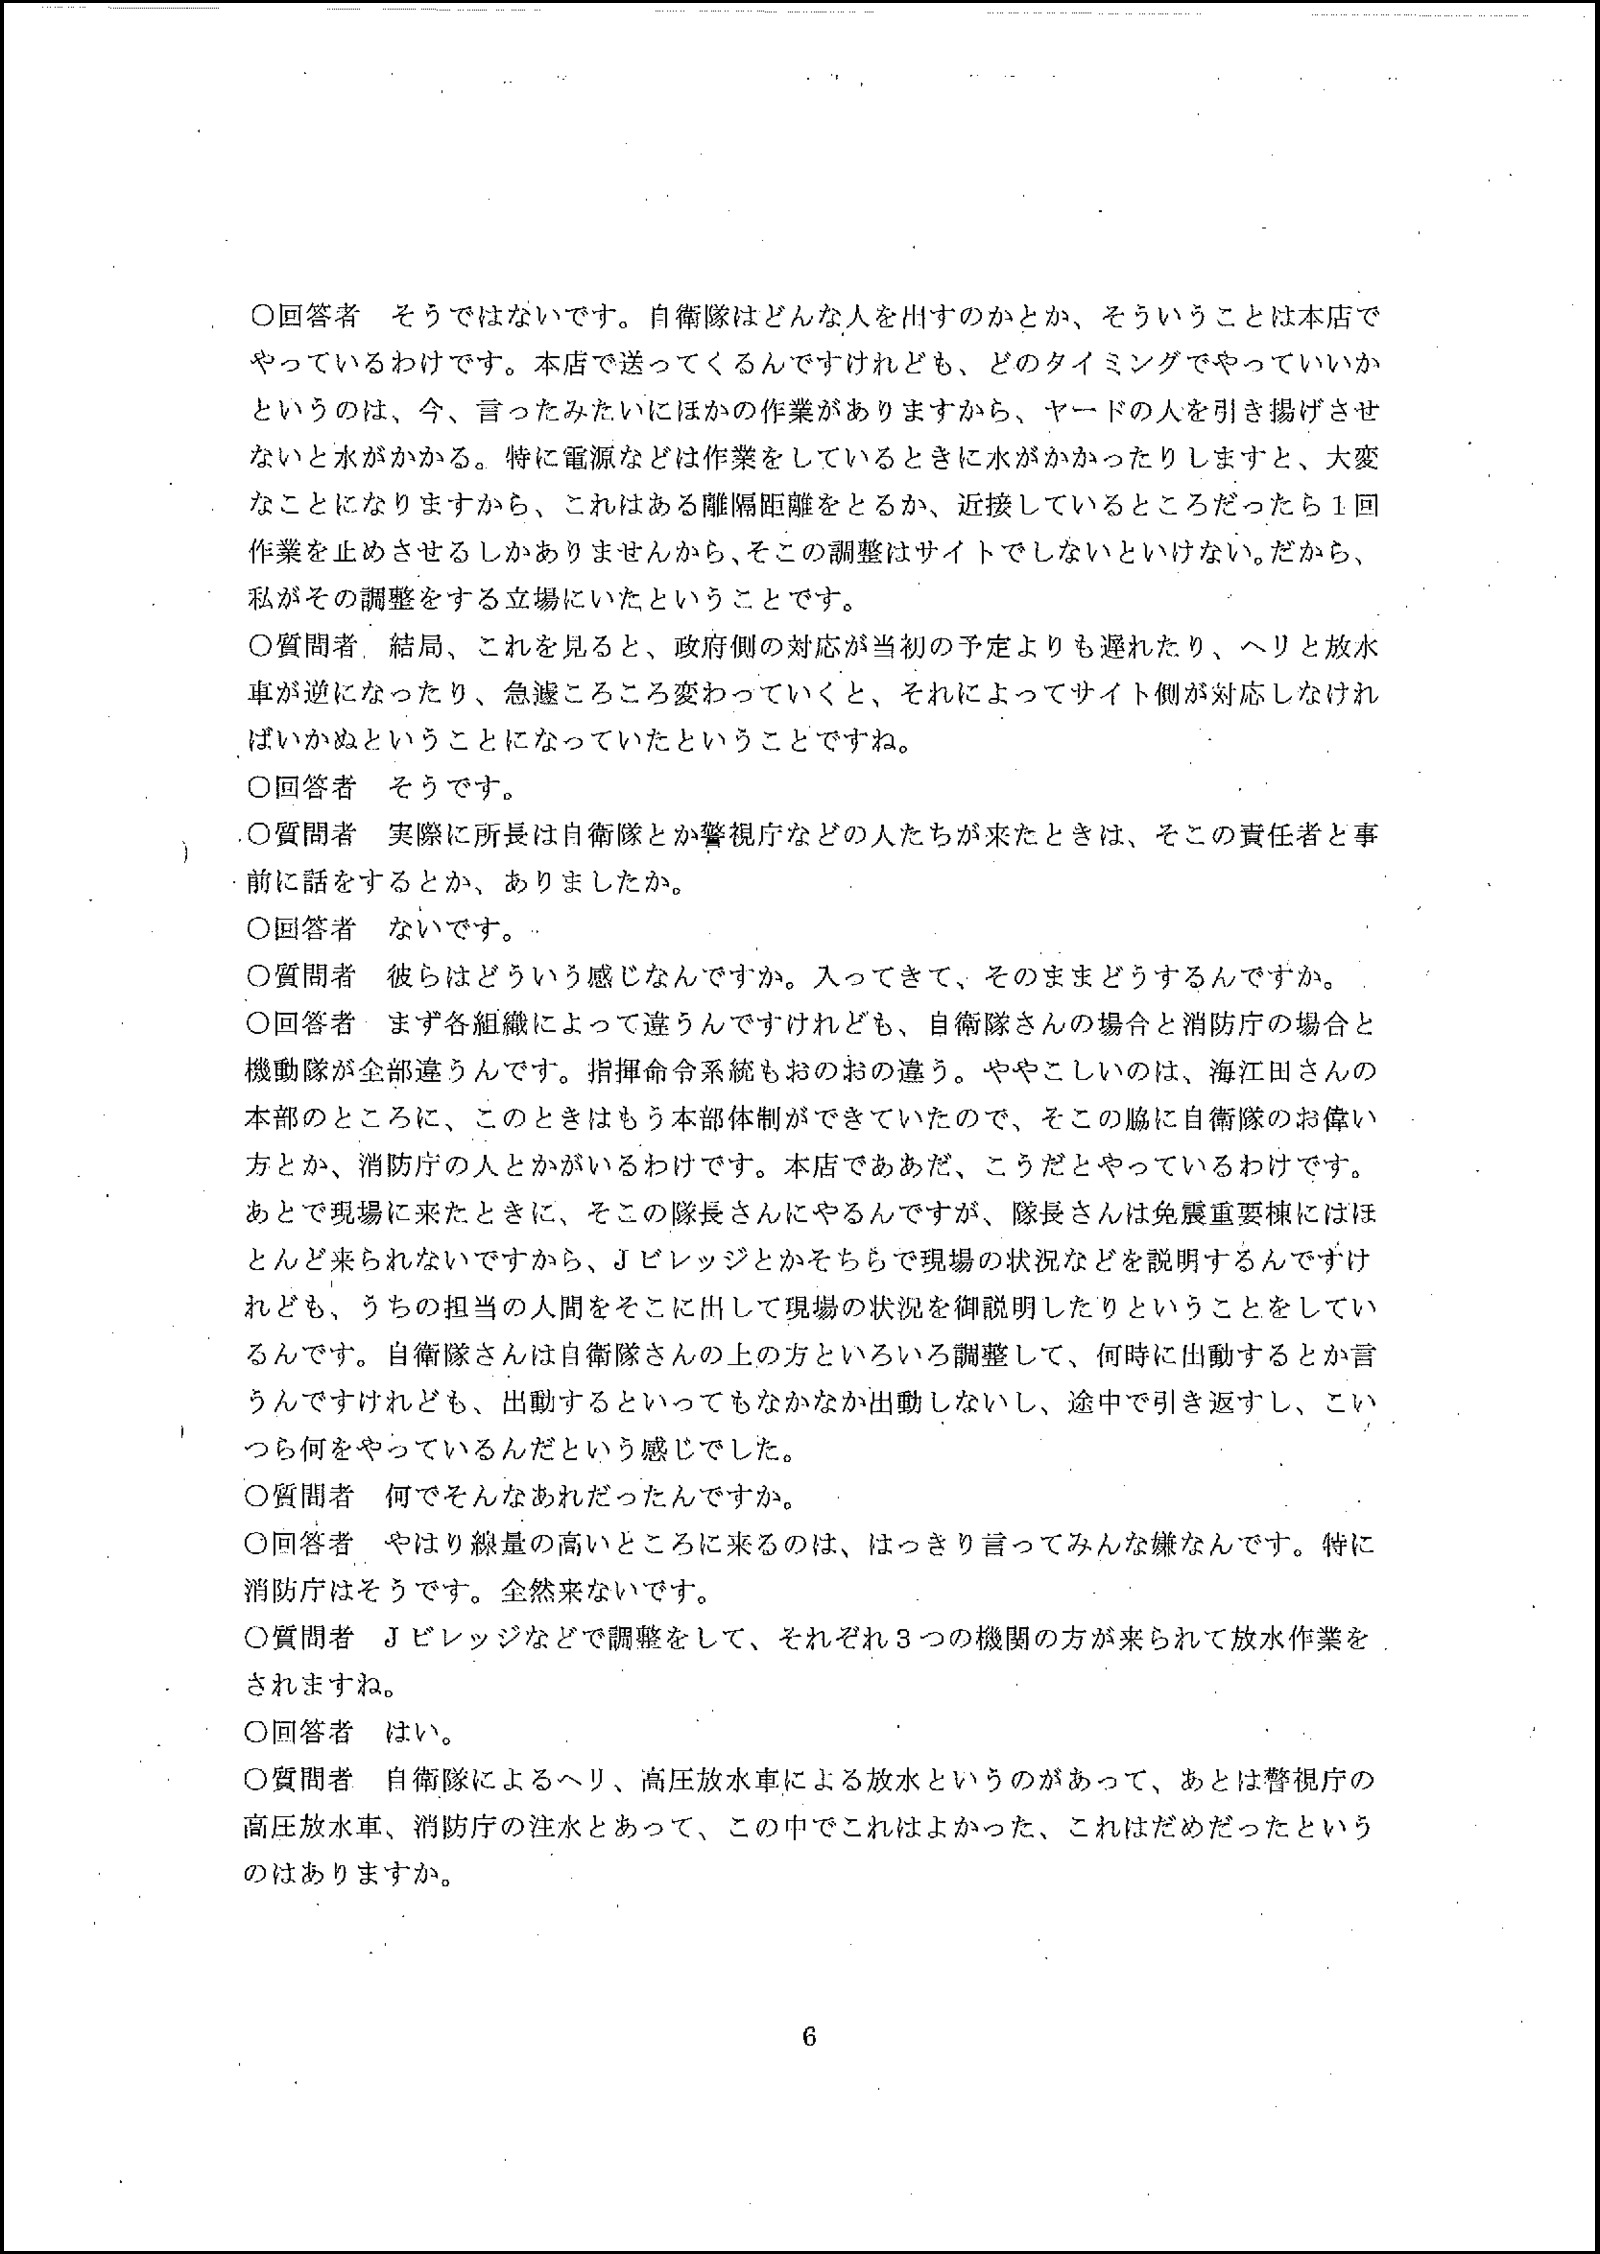 ○回答者　そうではないです。自衛隊はどんな人を出すのかとか、そういうことは本店で
やっているわけです。本店で送ってくるんですけれども、どのタイミングでやっていいか
というのは、今、言ったみたいにほかの作業がありますから、ヤードの人を引き揚げさせ
ないと水がかかる。特に電源などは作業をしているときに水がかかったりしますと、大変
なことになりますから、これはある離隔距離をとるか、近接しているところだったら１回
作業を止めさせるしかありませんから、そこの調整はサイトでしないといけない。だから、
私がその調整をする立場にいたということです。
○質問者　結局、これを見ると、政府側の対応が当初の予定よりも遅れたり、ヘリと放水
車が逆になったり、急遽ころころ変わっていくと、それによってサイト側が対応しなけれ
ばいかぬということになっていたということですね。
○回答者　そうです。
○質問者　実際に所長は自衛隊とか警視庁などの人たちが来たときは、そこの責任者と事
前に話をするとか、ありましたか。
○回答者　ないです。
○質問者　彼らはどういう感じなんですか。入ってきて、そのままどうするんですか。
○回答者　まず各組織によって違うんですけれども、自衛隊さんの場合と消防庁の場合と
機動隊が全部違うんです。指揮命令系統もおのおの違う。ややこしいのは、海江田さんの
本部のところに、このときはもう本部体制ができていたので、そこの脇に自衛隊のお偉い
方とか、消防庁の人とかがいるわけです。本店でああだ、こうだとやっているわけです。
あとで現場に来たときに、そこの隊長さんにやるんですが、隊長さんは免震重要棟にはほ
とんど来られないですから、Ｊビレッジとかそちらで現場の状況などを説明するんですけ
れども、うちの担当の人間をそこに出して現場の状況を御説明したりということをしてい
るんです。自衛隊さんは自衛隊さんの上の方といろいろ調整して、何時に出動するとか言
うんですけれども、出動するといってもなかなか出動しないし、途中で引き返すし、こい
つら何をやっているんだという感じでした。
○質問者　何でそんなあれだったんですか。
○回答者　やはり線量の高いところに来るのは、はっきり言ってみんな嫌なんです。特に
消防庁はそうです。全然来ないです。
○質問者　Ｊビレッジなどで調整をして、それぞれ３つの機関の方が来られて放水作業を
されますね。
○回答者　はい。
○質問者　自衛隊によるヘリ、高圧放水車による放水というのがあって、あとは警視庁の
高圧放水車、消防庁の注水とあって、この中でこれはよかった、これはだめだったという
のはありますか。
6